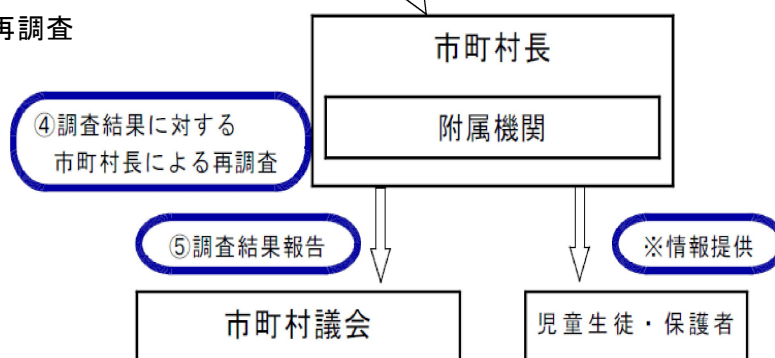 再調査
市町村長
附属機関
④調査結果に対する
市町村長による再調査
⑤調査結果報告
※情報提供
市町村議会
児童生徒・保護者